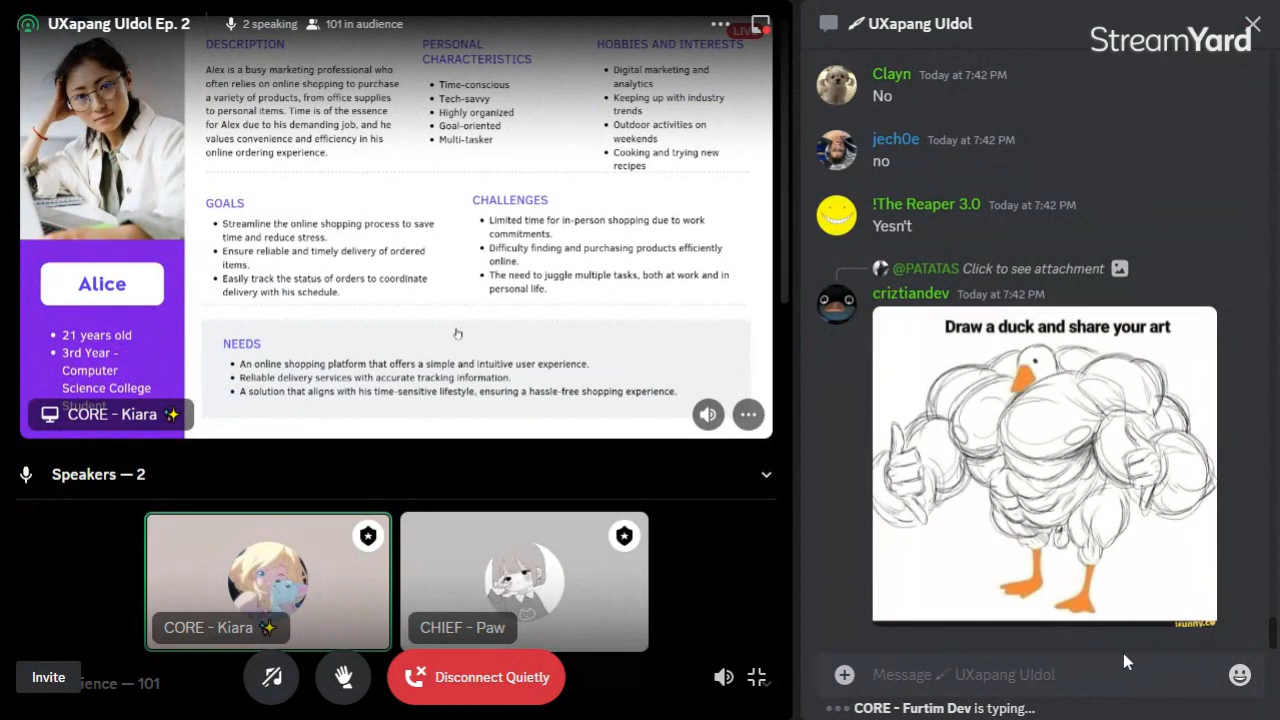 UXapang UIdol Ep. 2
2 speaking
101 in audience
LIVE
DESCRIPTION
Alex is a busy marketing professional who
often relies on online shopping to purchase
a variety of products, from office supplies
to personal items. Time is of the essence
for Alex due to his demanding job, and he
values convenience and efficiency in his
online ordering experience.
PERSONAL
CHARACTERISTICS
• Time-conscious
• Tech-savvy
• Highly organized
• Goal-oriented
• Multi-tasker
HOBBIES AND INTERESTS
• Digital marketing and
analytics
• Keeping up with industry
trends
• Outdoor activities on
weekends
• Cooking and trying new
recipes
GOALS
• Streamline the online shopping process to save
time and reduce stress.
• Ensure reliable and timely delivery of ordered
items.
• Easily track the status of orders to coordinate
delivery with his schedule.
CHALLENGES
• Limited time for in-person shopping due to work
commitments.
• Difficulty finding and purchasing products efficiently
online.
• The need to juggle multiple tasks, both at work and in
personal life.
Alice
• 21 years old
• 3rd Year -
Computer
Science College
Student
NEEDS
• An online shopping platform that offers a simple and intuitive user experience.
• Reliable delivery services with accurate tracking information.
• A solution that aligns with his time-sensitive lifestyle, ensuring a hassle-free shopping experience.
CORE - Kiara
Speakers — 2
CORE - Kiara
CHIEF - Paw
Invite
ience — 101
Disconnect Quietly
UXapang UIdol
StreamYard
Clayn Today at 7:42 PM
No
jech0e Today at 7:42 PM
no
!The Reaper 3.0 Today at 7:42 PM
Yesn't
@PATATAS Click to see attachment
criztiandev Today at 7:42 PM
Draw a duck and share your art
ifunny.co
Message UXapang UIdol
CORE - Furtim Dev is typing...